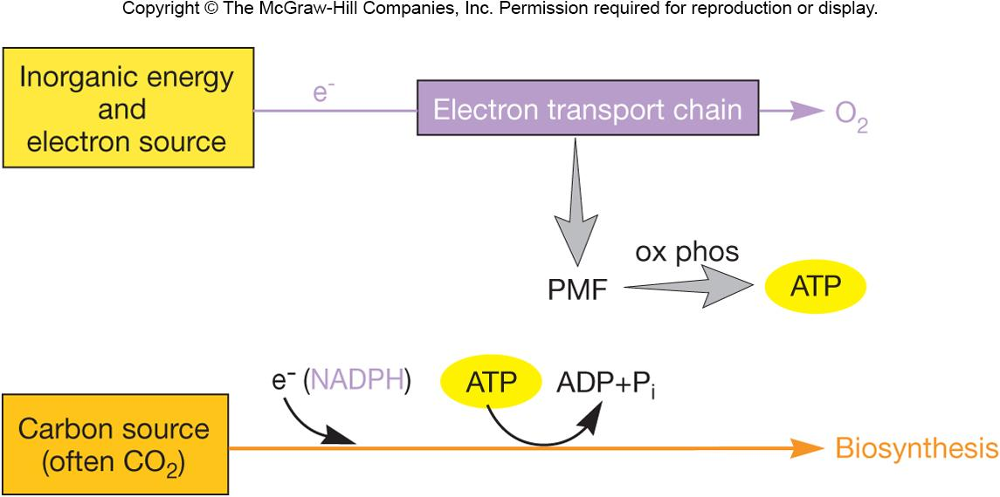 Copyright © The McGraw-Hill Companies, Inc. Permission required for reproduction or display.
Inorganic energy
and
electron source
e⁻
Electron transport chain
O₂
ox phos
PMF
ATP
e⁻ (NADPH)
ATP
ADP+Pᵢ
Carbon source
(often CO₂)
Biosynthesis